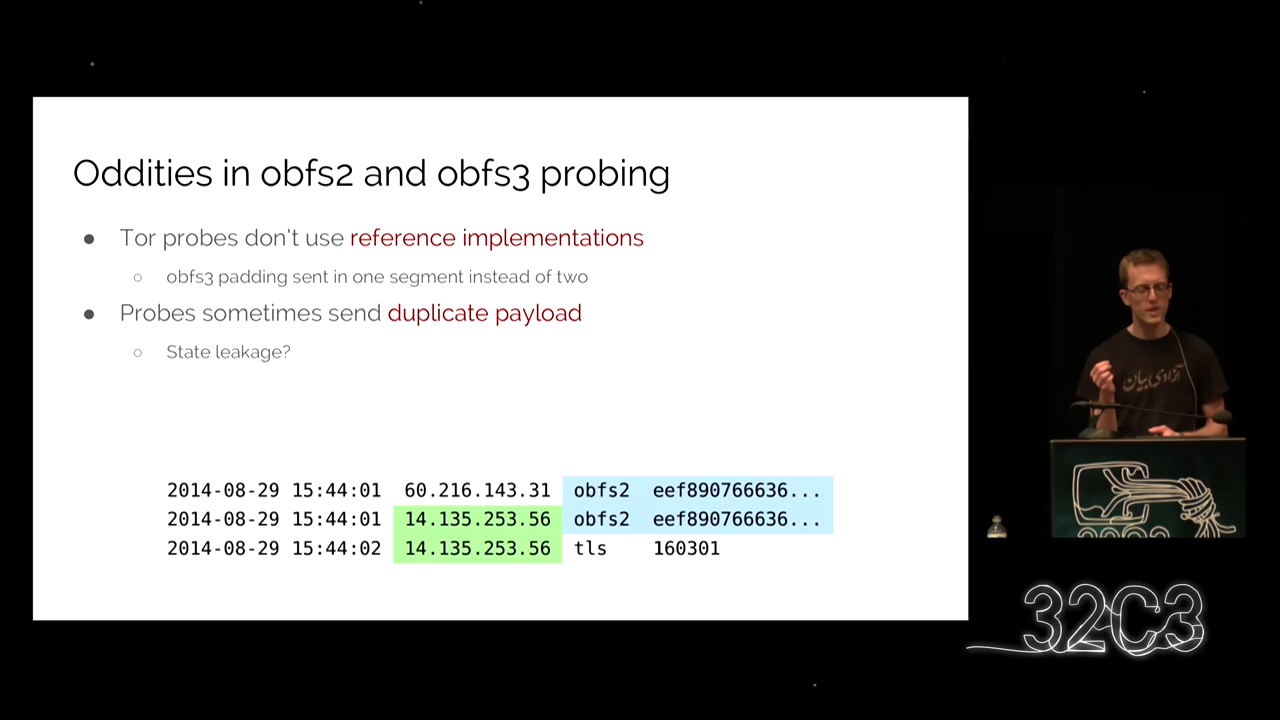 Oddities in obfs2 and obfs3 probing
● Tor probes don't use reference implementations
○ obfs3 padding sent in one segment instead of two
● Probes sometimes send duplicate payload
○ State leakage?
2014-08-29 15:44:01 60.216.143.31 obfs2 eef890766636...
2014-08-29 15:44:01 14.135.253.56 obfs2 eef890766636...
2014-08-29 15:44:02 14.135.253.56 tls 160301
آزادی بیان
32C3